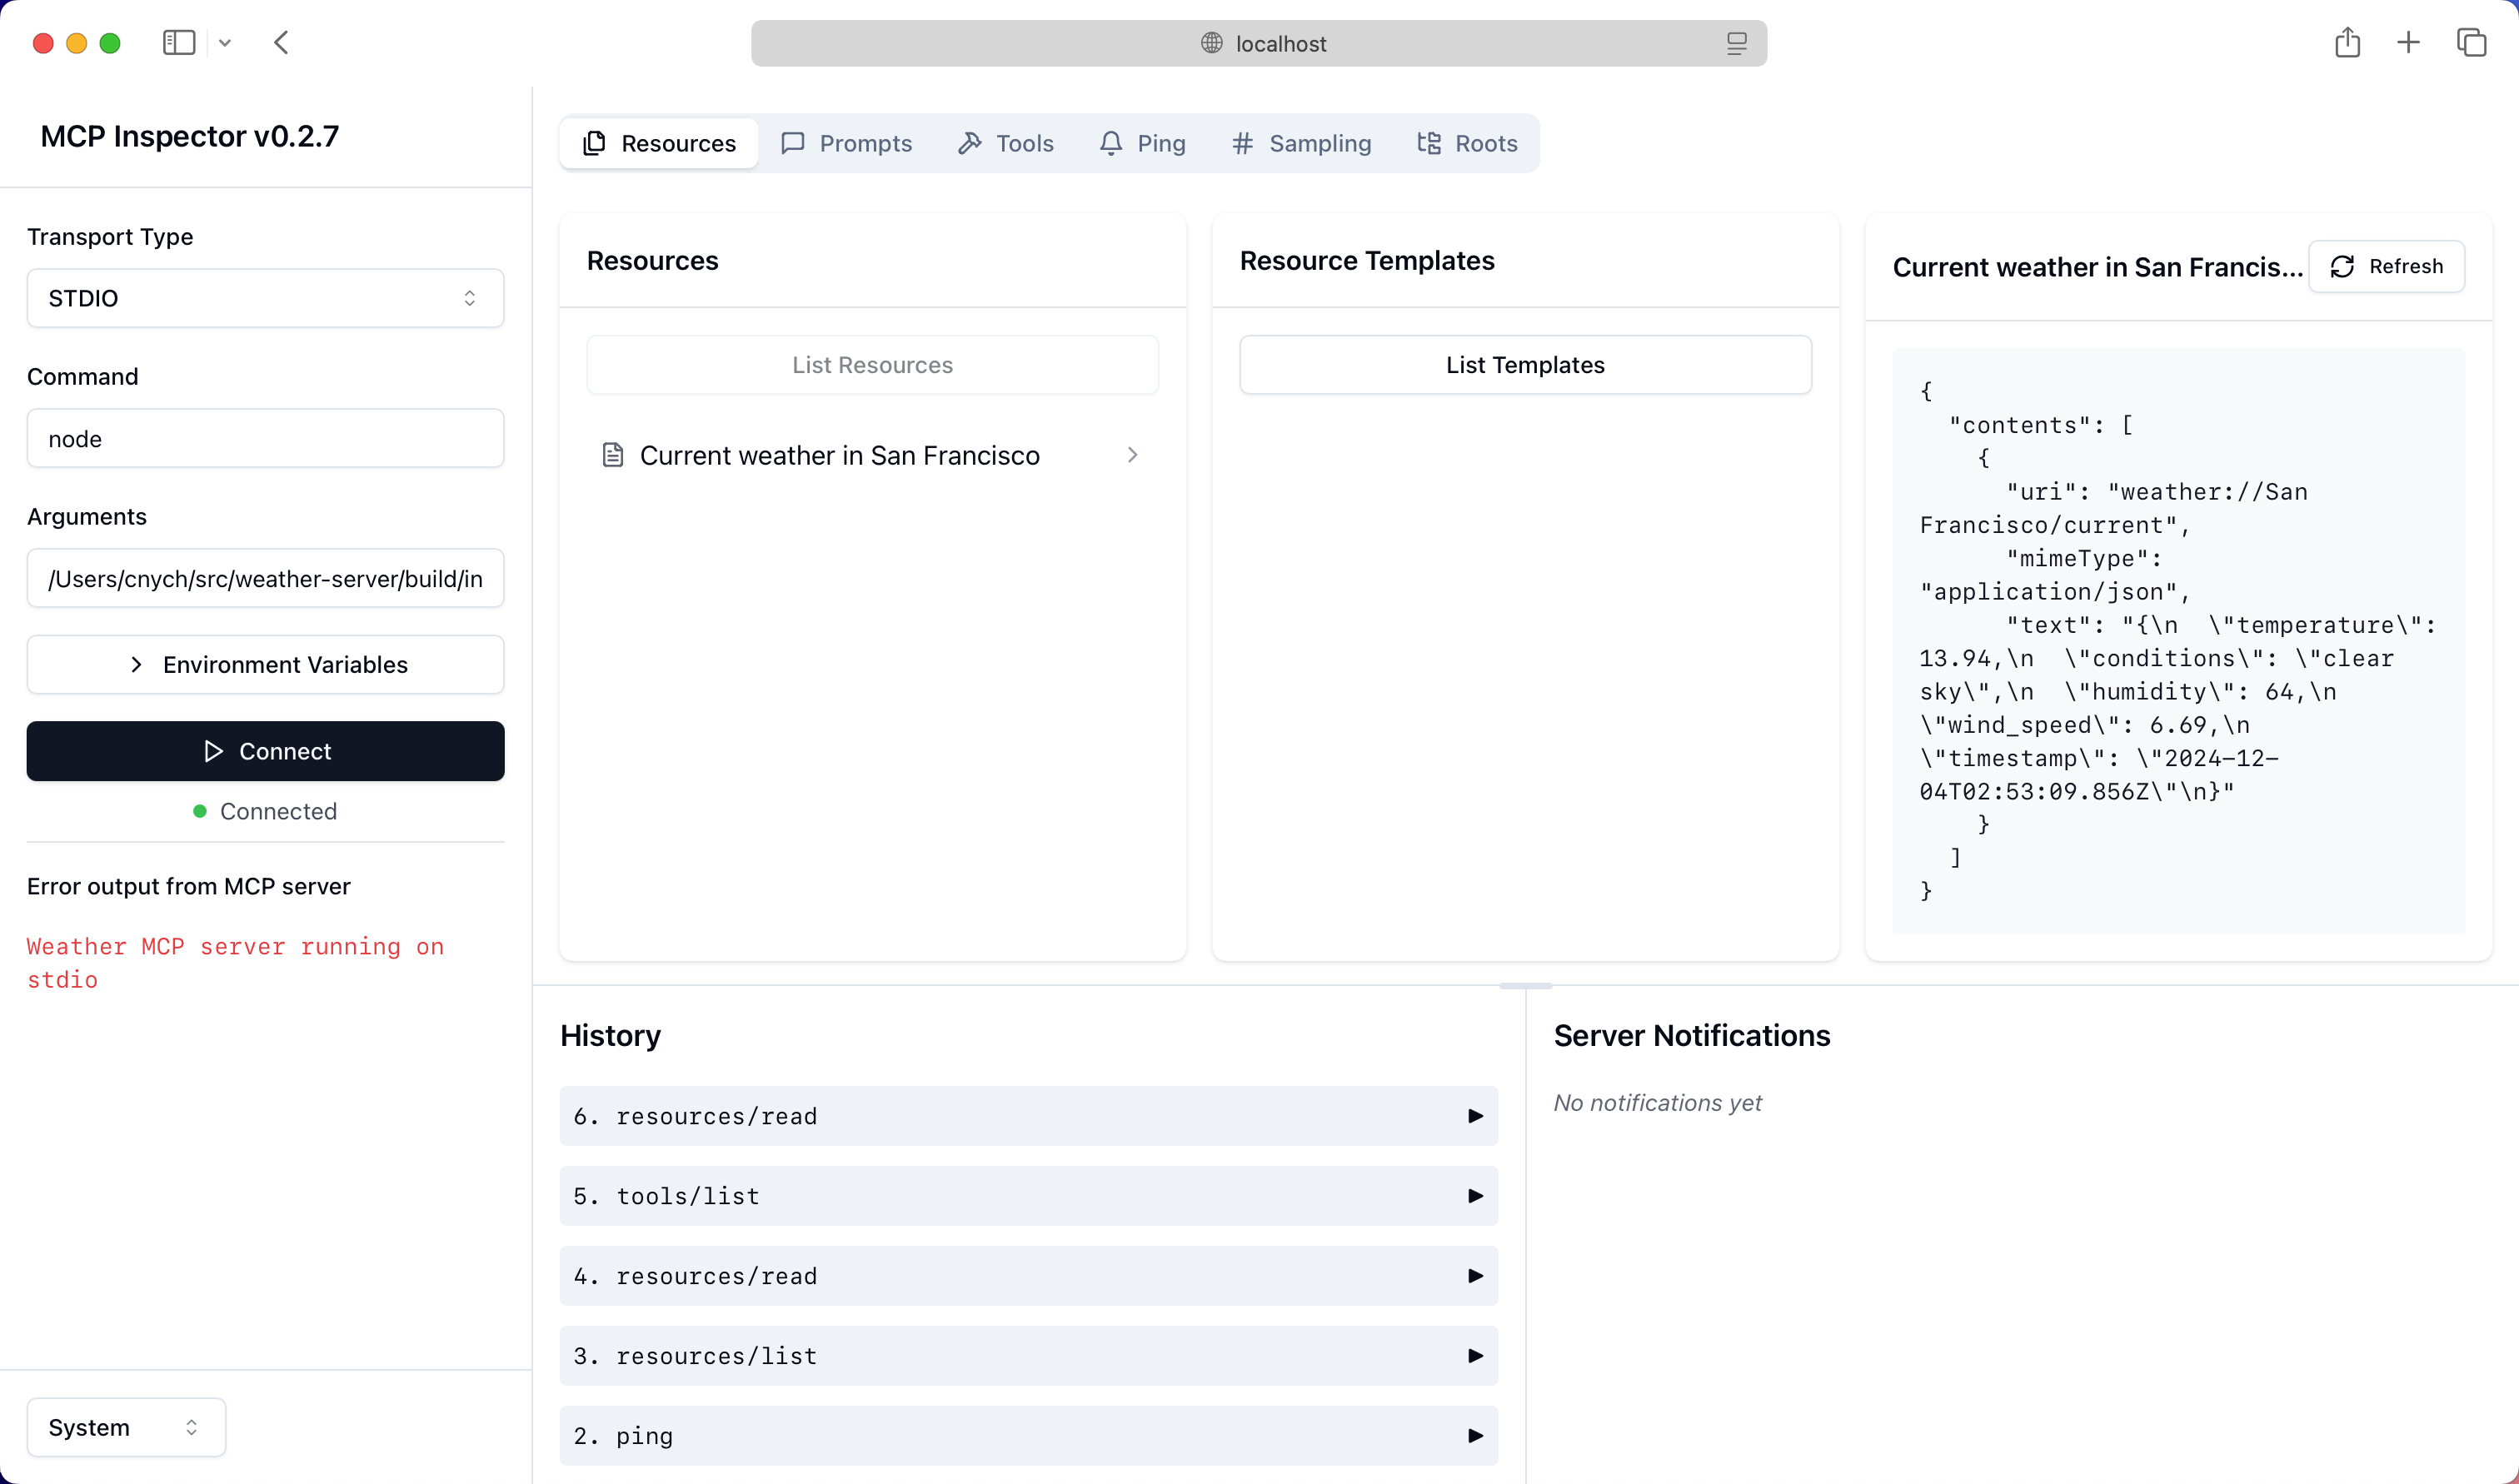 localhost
MCP Inspector v0.2.7
Transport Type
STDIO
Command
node
Arguments
/Users/cnych/src/weather-server/build/in
Environment Variables
Connect
Connected
Error output from MCP server
Weather MCP server running on
stdio
System
Resources
Prompts
Tools
Ping
Sampling
Roots
Resources
List Resources
Current weather in San Francisco
Resource Templates
List Templates
Current weather in San Francis...
Refresh
{
  "contents": [
    {
      "uri": "weather://San
Francisco/current",
      "mimeType":
"application/json",
      "text": "{\n  \"temperature\":
13.94,\n  \"conditions\": \"clear
sky\",\n  \"humidity\": 64,\n
\"wind_speed\": 6.69,\n
\"timestamp\": \"2024-12-
04T02:53:09.856Z\"\n}"
    }
  ]
}
History
6. resources/read
5. tools/list
4. resources/read
3. resources/list
2. ping
Server Notifications
No notifications yet